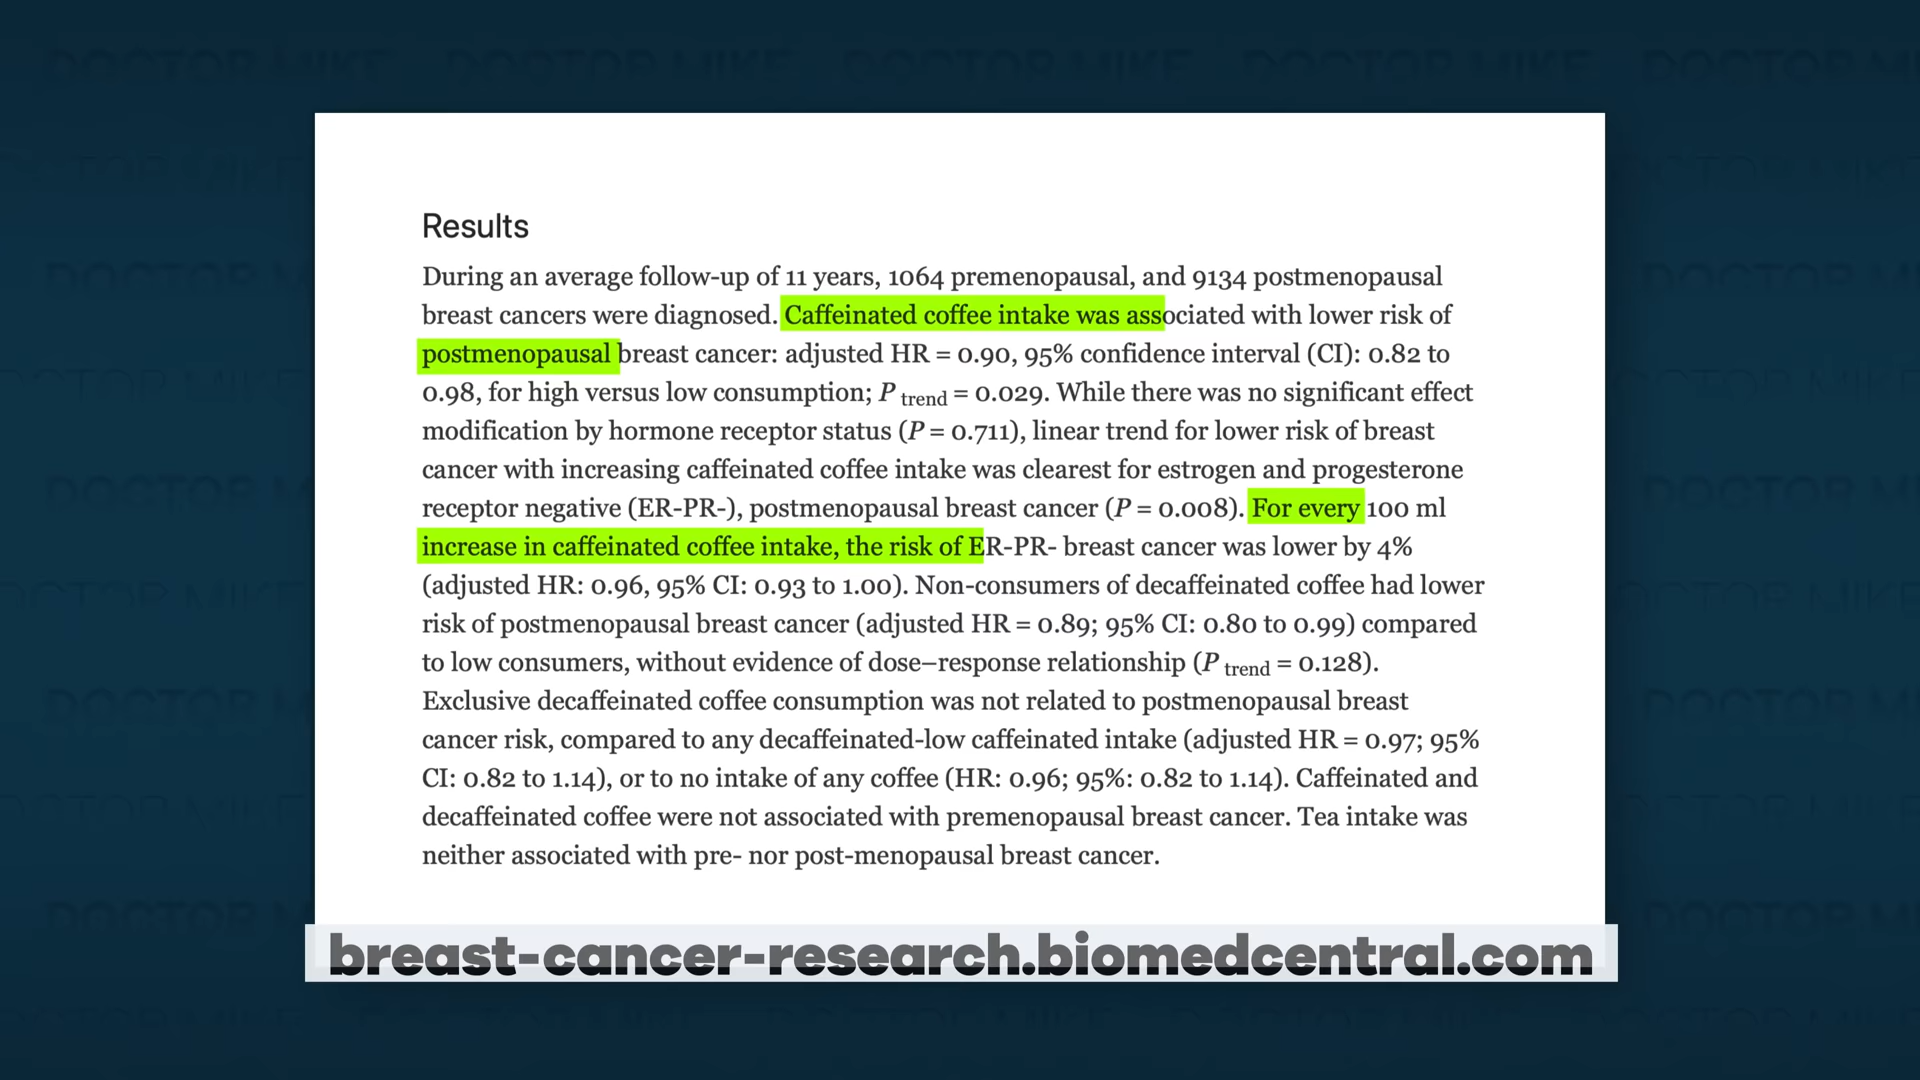 DOCTOR MIKE DOCTOR MIKE DOCTOR MIKE DOCTOR MIKE
Results
During an average follow-up of 11 years, 1064 premenopausal, and 9134 postmenopausal
breast cancers were diagnosed. Caffeinated coffee intake was associated with lower risk of
postmenopausal breast cancer: adjusted HR = 0.90, 95% confidence interval (CI): 0.82 to
0.98, for high versus low consumption; P trend = 0.029. While there was no significant effect
modification by hormone receptor status (P = 0.711), linear trend for lower risk of breast
cancer with increasing caffeinated coffee intake was clearest for estrogen and progesterone
receptor negative (ER-PR-), postmenopausal breast cancer (P = 0.008). For every 100 ml
increase in caffeinated coffee intake, the risk of ER-PR- breast cancer was lower by 4%
(adjusted HR: 0.96, 95% CI: 0.93 to 1.00). Non-consumers of decaffeinated coffee had lower
risk of postmenopausal breast cancer (adjusted HR = 0.89; 95% CI: 0.80 to 0.99) compared
to low consumers, without evidence of dose–response relationship (P trend = 0.128).
Exclusive decaffeinated coffee consumption was not related to postmenopausal breast
cancer risk, compared to any decaffeinated-low caffeinated intake (adjusted HR = 0.97; 95%
CI: 0.82 to 1.14), or to no intake of any coffee (HR: 0.96; 95%: 0.82 to 1.14). Caffeinated and
decaffeinated coffee were not associated with premenopausal breast cancer. Tea intake was
neither associated with pre- nor post-menopausal breast cancer.
breast-cancer-research.biomedcentral.com